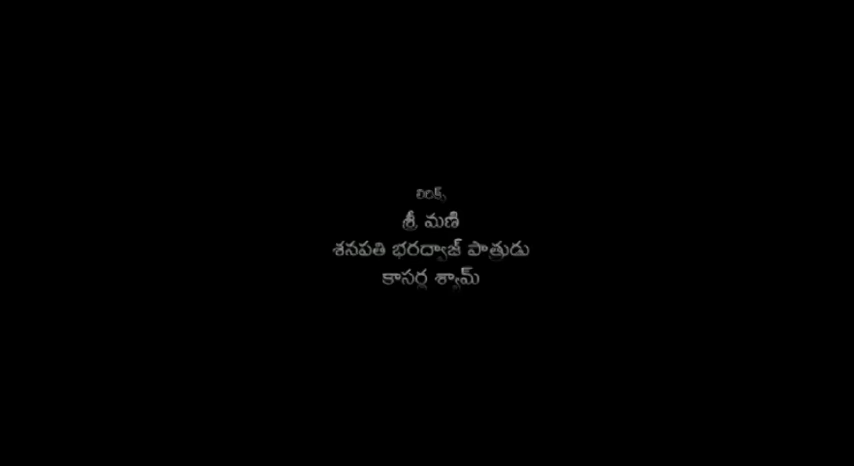 లిరిక్స్
శ్రీ మణి
శనపతి భరద్వాజ్ పాత్రుడు
కాసర్ల శ్యామ్